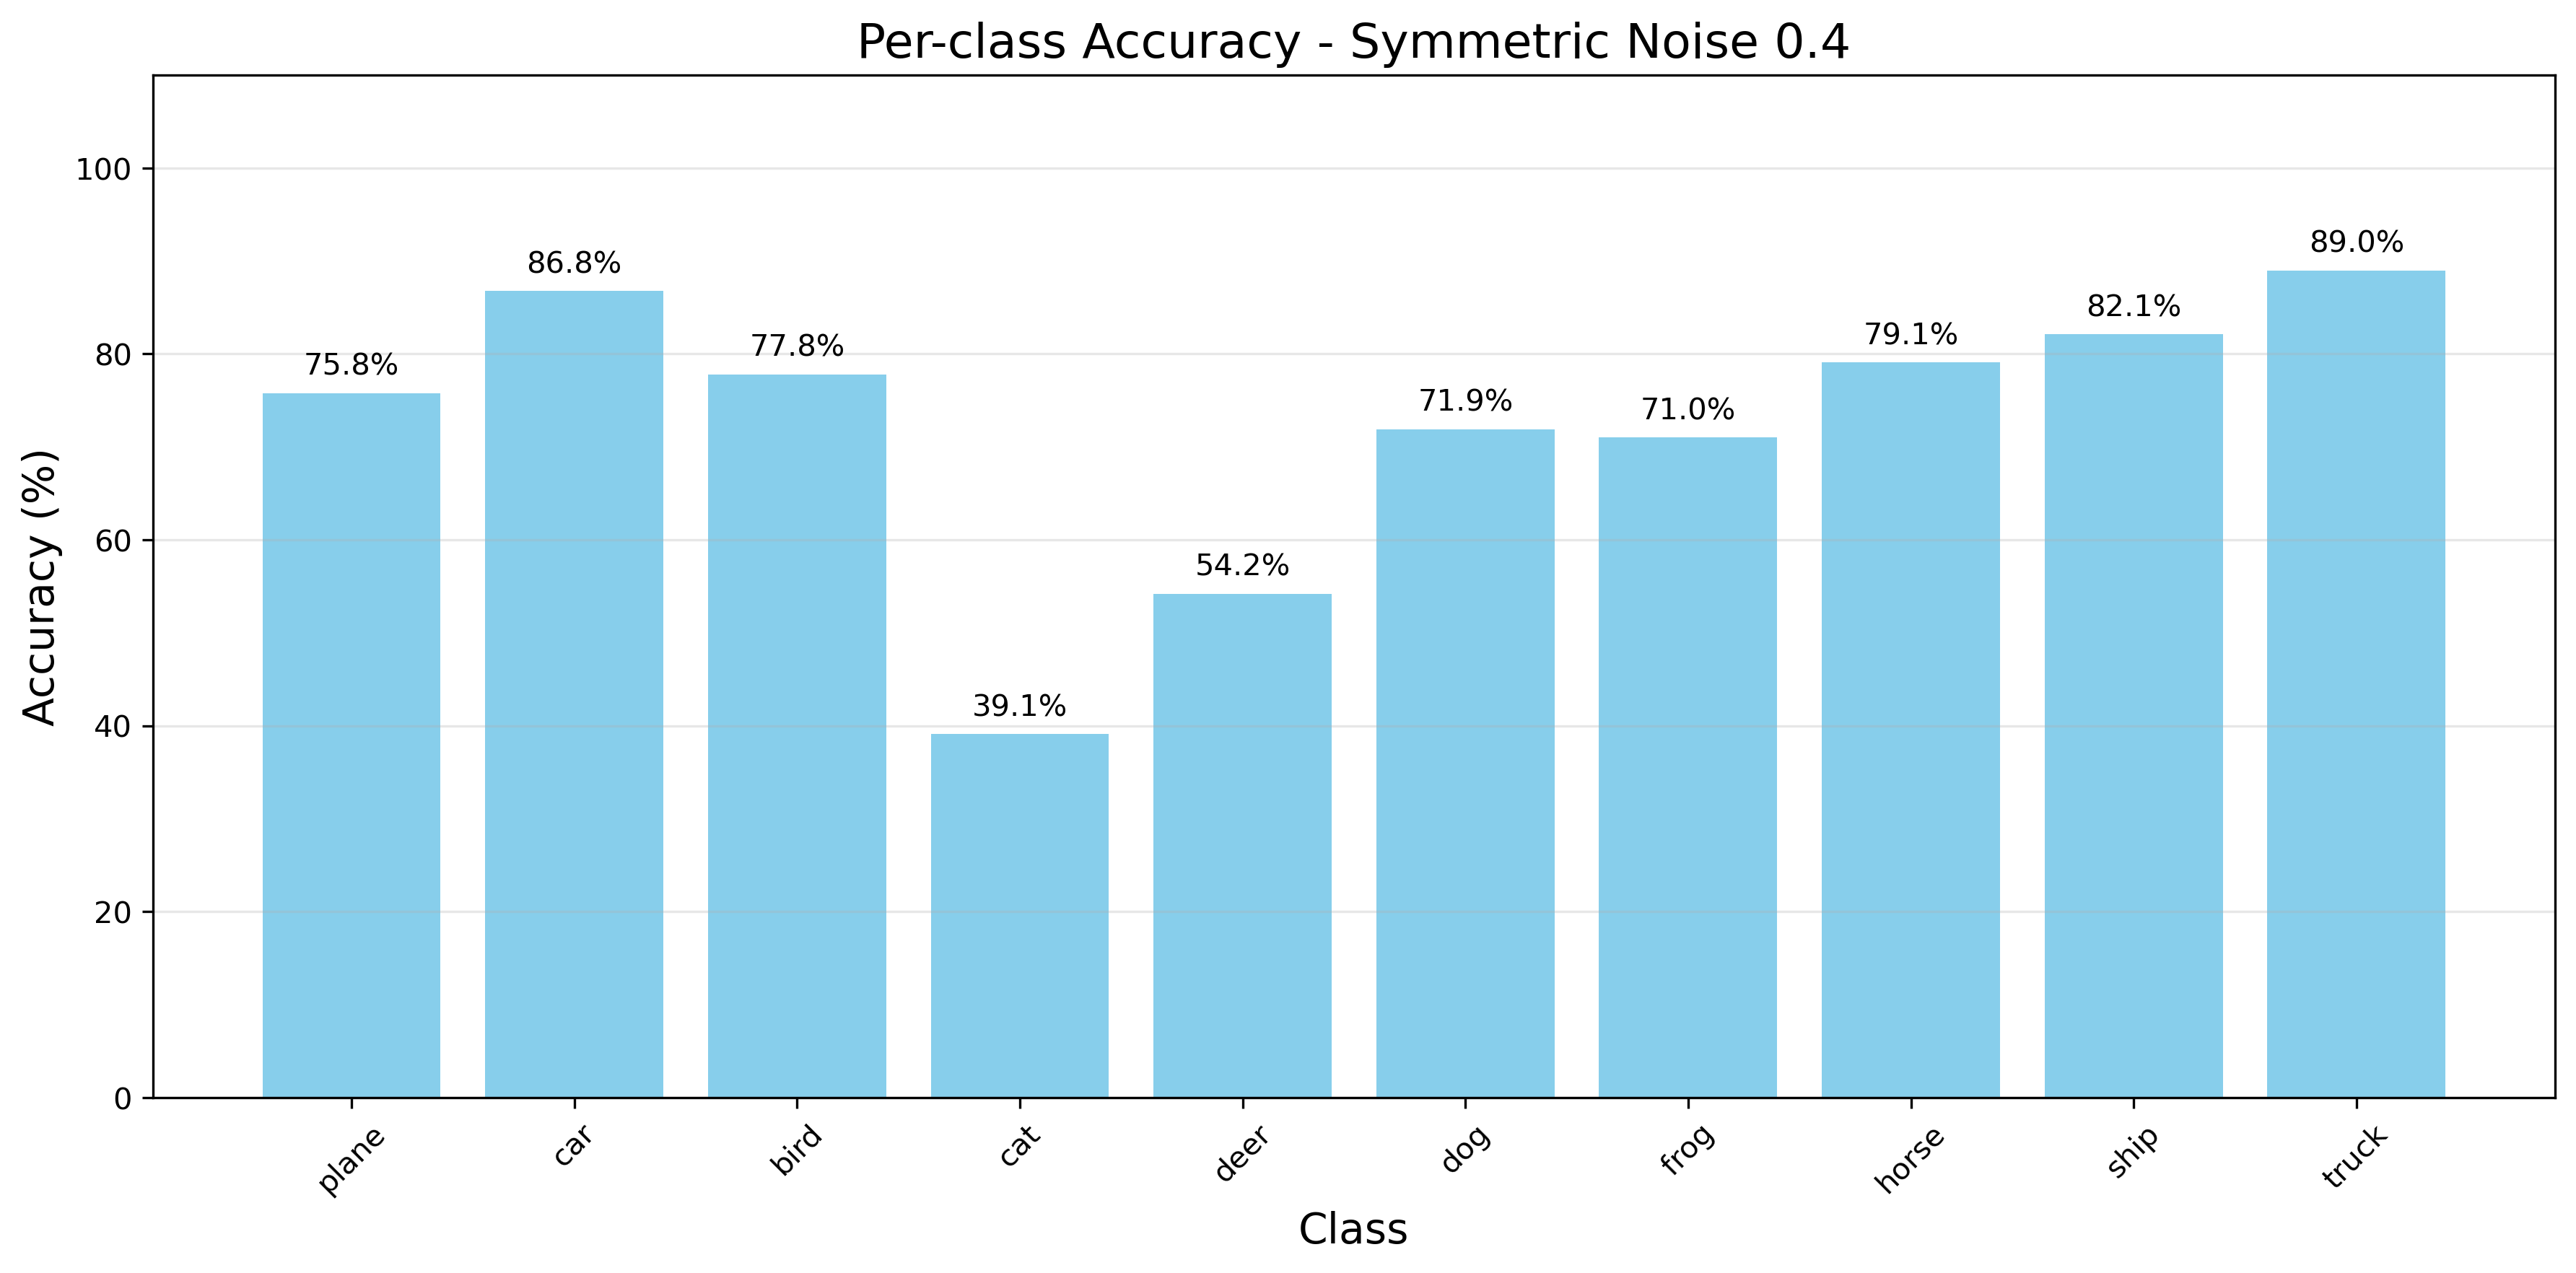 Per-class Accuracy - Symmetric Noise 0.4
Accuracy (%)
100
80
60
40
20
0
75.8%
86.8%
77.8%
39.1%
54.2%
71.9%
71.0%
79.1%
82.1%
89.0%
plane
car
bird
cat
deer
dog
frog
horse
ship
truck
Class